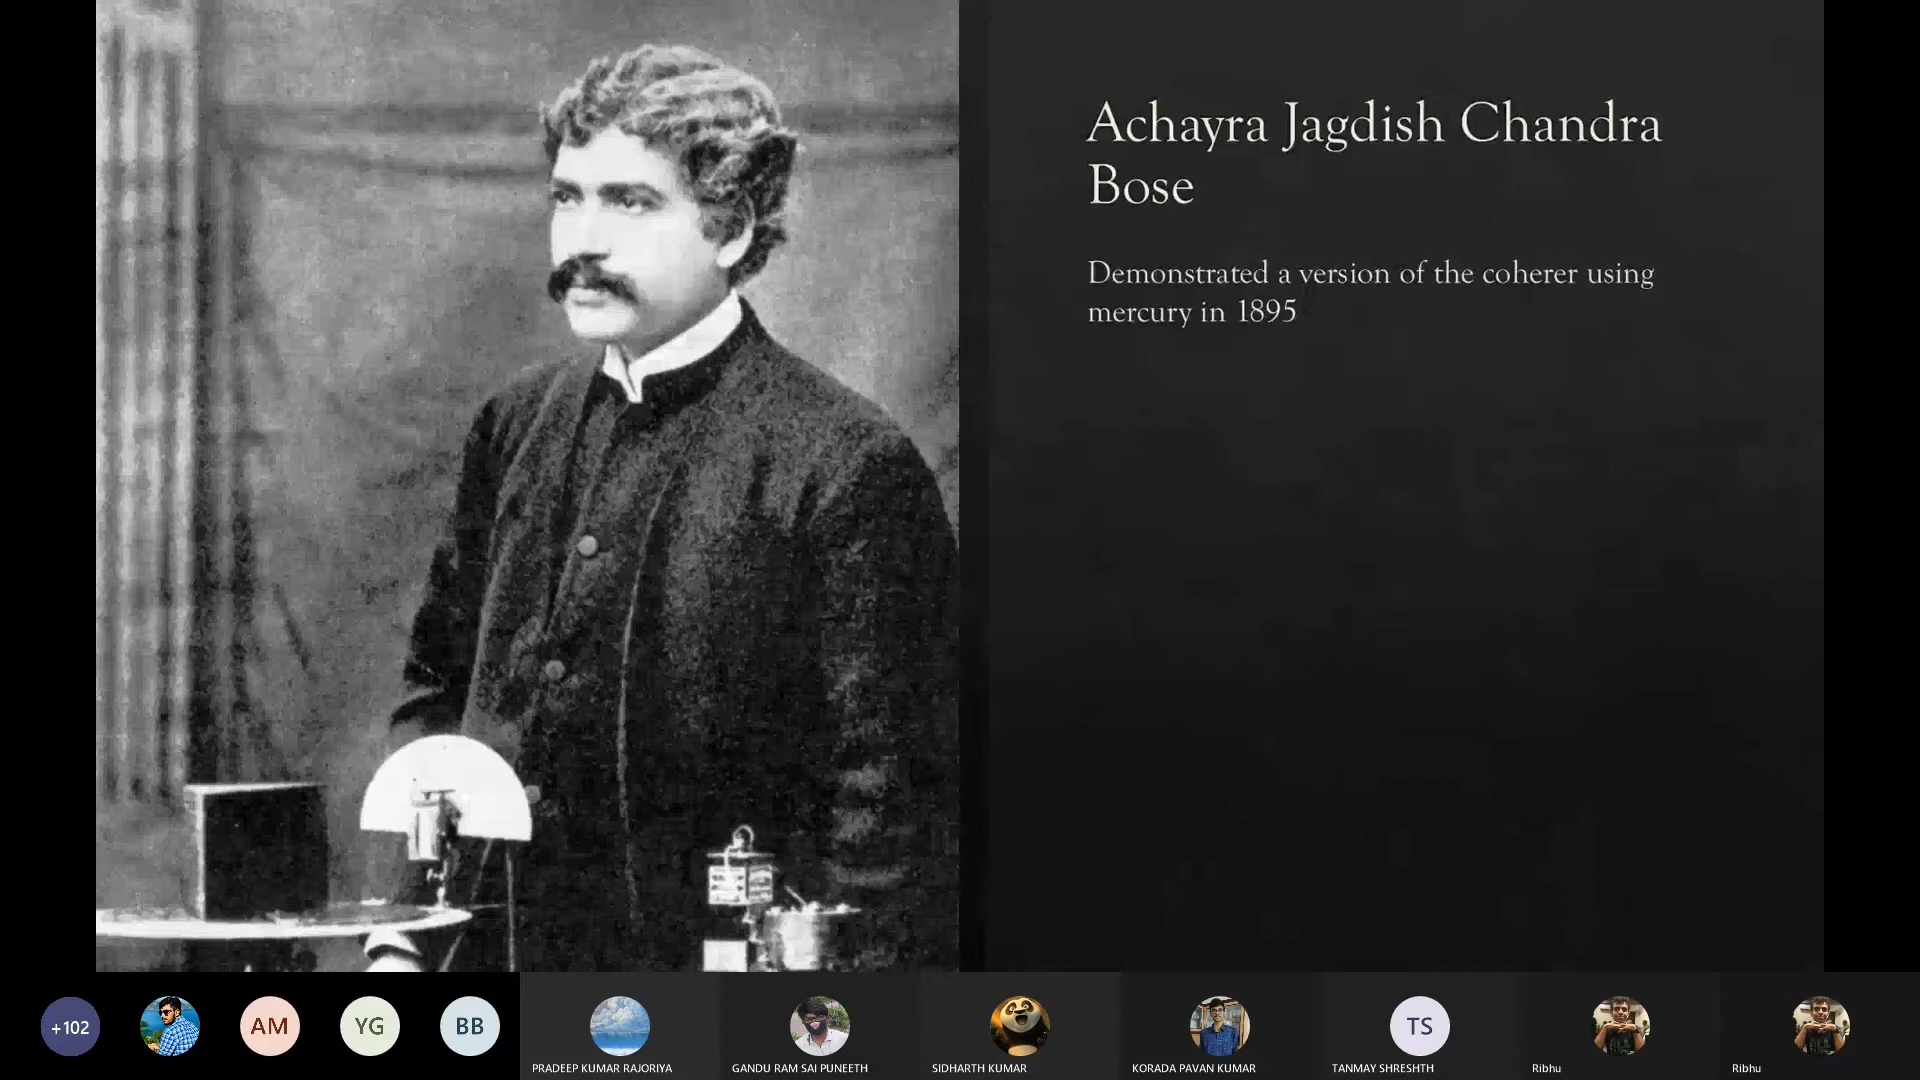 Achayra Jagdish Chandra
Bose
Demonstrated a version of the coherer using
mercury in 1895
+102
AM
YG
BB
TS
PRADEEP KUMAR RAJORIYA
GANDU RAM SAI PUNEETH
SIDHARTH KUMAR
KORADA PAVAN KUMAR
TANMAY SHRESHTH
Ribhu
Ribhu